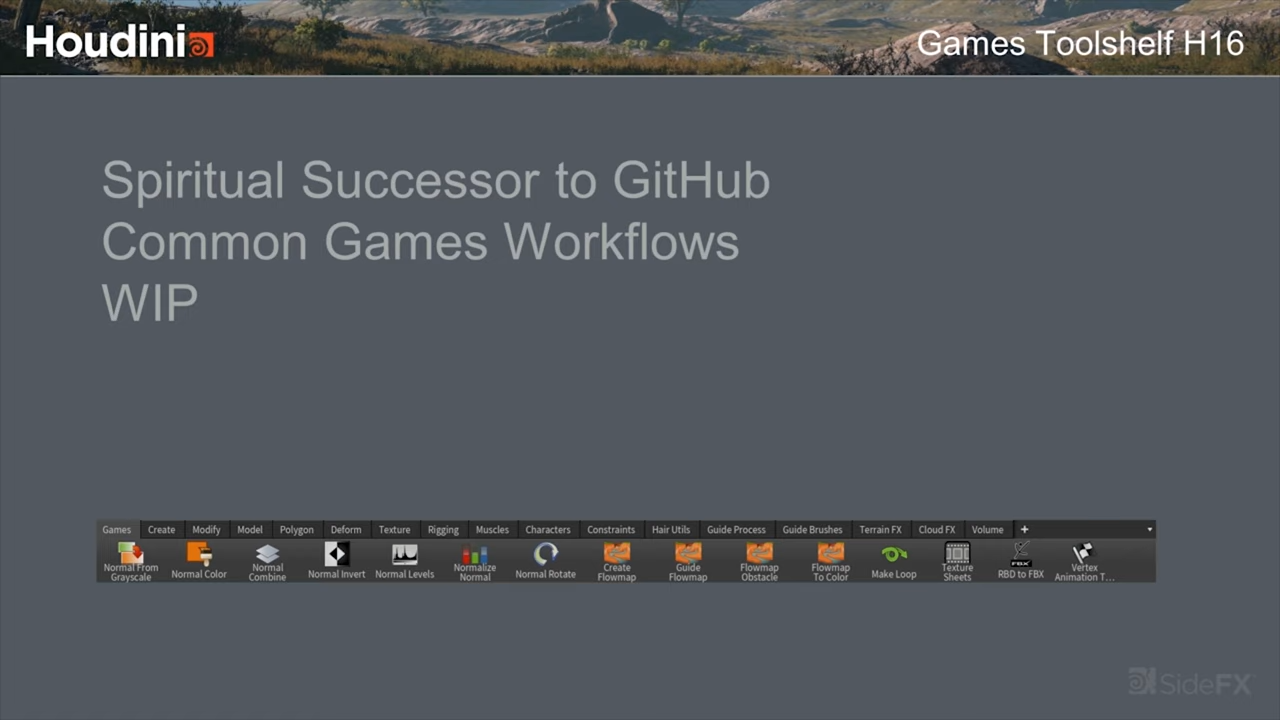 Houdini
Games Toolshelf H16
Spiritual Successor to GitHub
Common Games Workflows
WIP
Games Create Modify Model Polygon Deform Texture Rigging Muscles Characters Constraints Hair Utils Guide Process Guide Brushes Terrain FX Cloud FX Volume +
Normal From Grayscale
Normal Color
Normal Combine
Normal Invert
Normal Levels
Normalize Normal
Normal Rotate
Create Flowmap
Guide Flowmap
Flowmap Obstacle
Flowmap To Color
Make Loop
Texture Sheets
FBX
RBD to FBX
Vertex Animation T...
SideFX